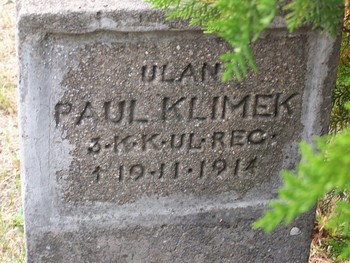 ULAN
PAUL KLIMEK
3·K·K·UL·REG·
† 19·11·1914